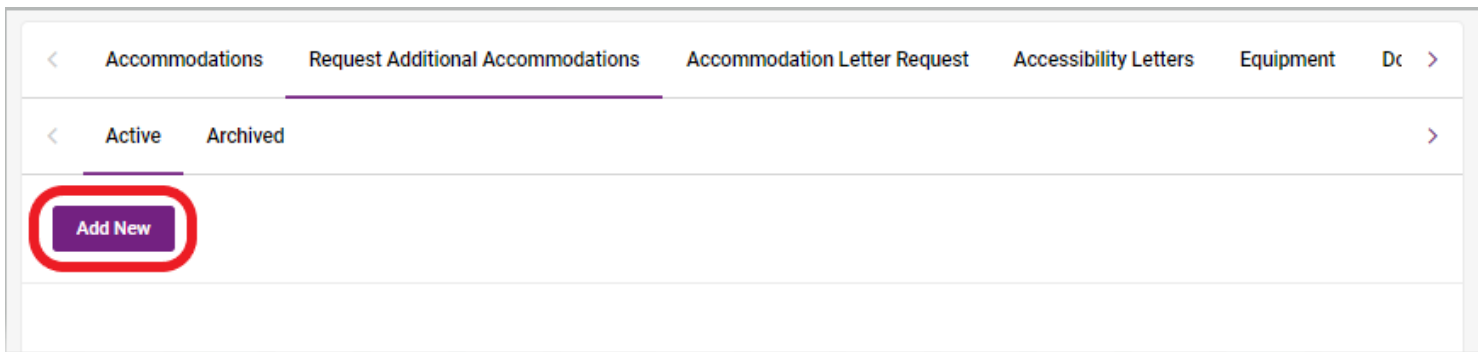 Accommodations Request Additional Accommodations Accommodation Letter Request Accessibility Letters Equipment
Active Archived
Add New